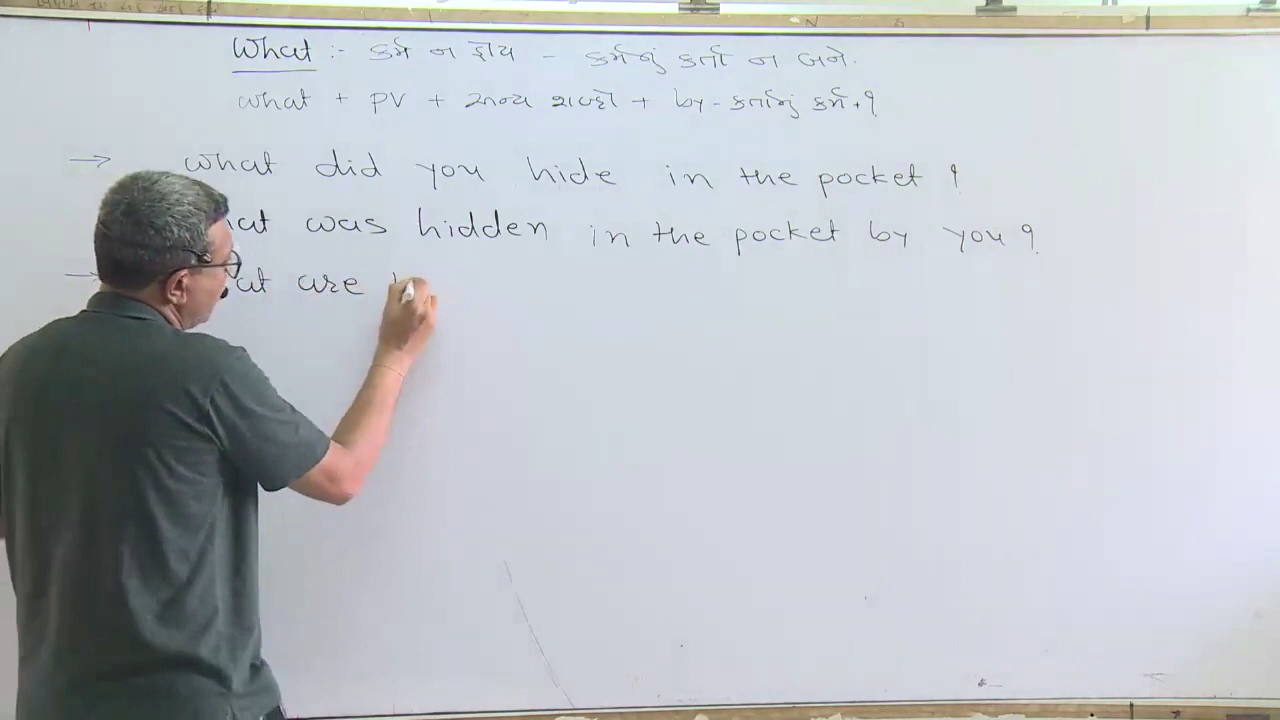 What :- કર્મ ન હોય - કર્મનું કર્તા ન બને.
what + PV + અન્ય શબ્દો + by - કર્તાનું કર્મ + ?
→ what did you hide in the pocket ?
was hidden in the pocket by you ?
→ are